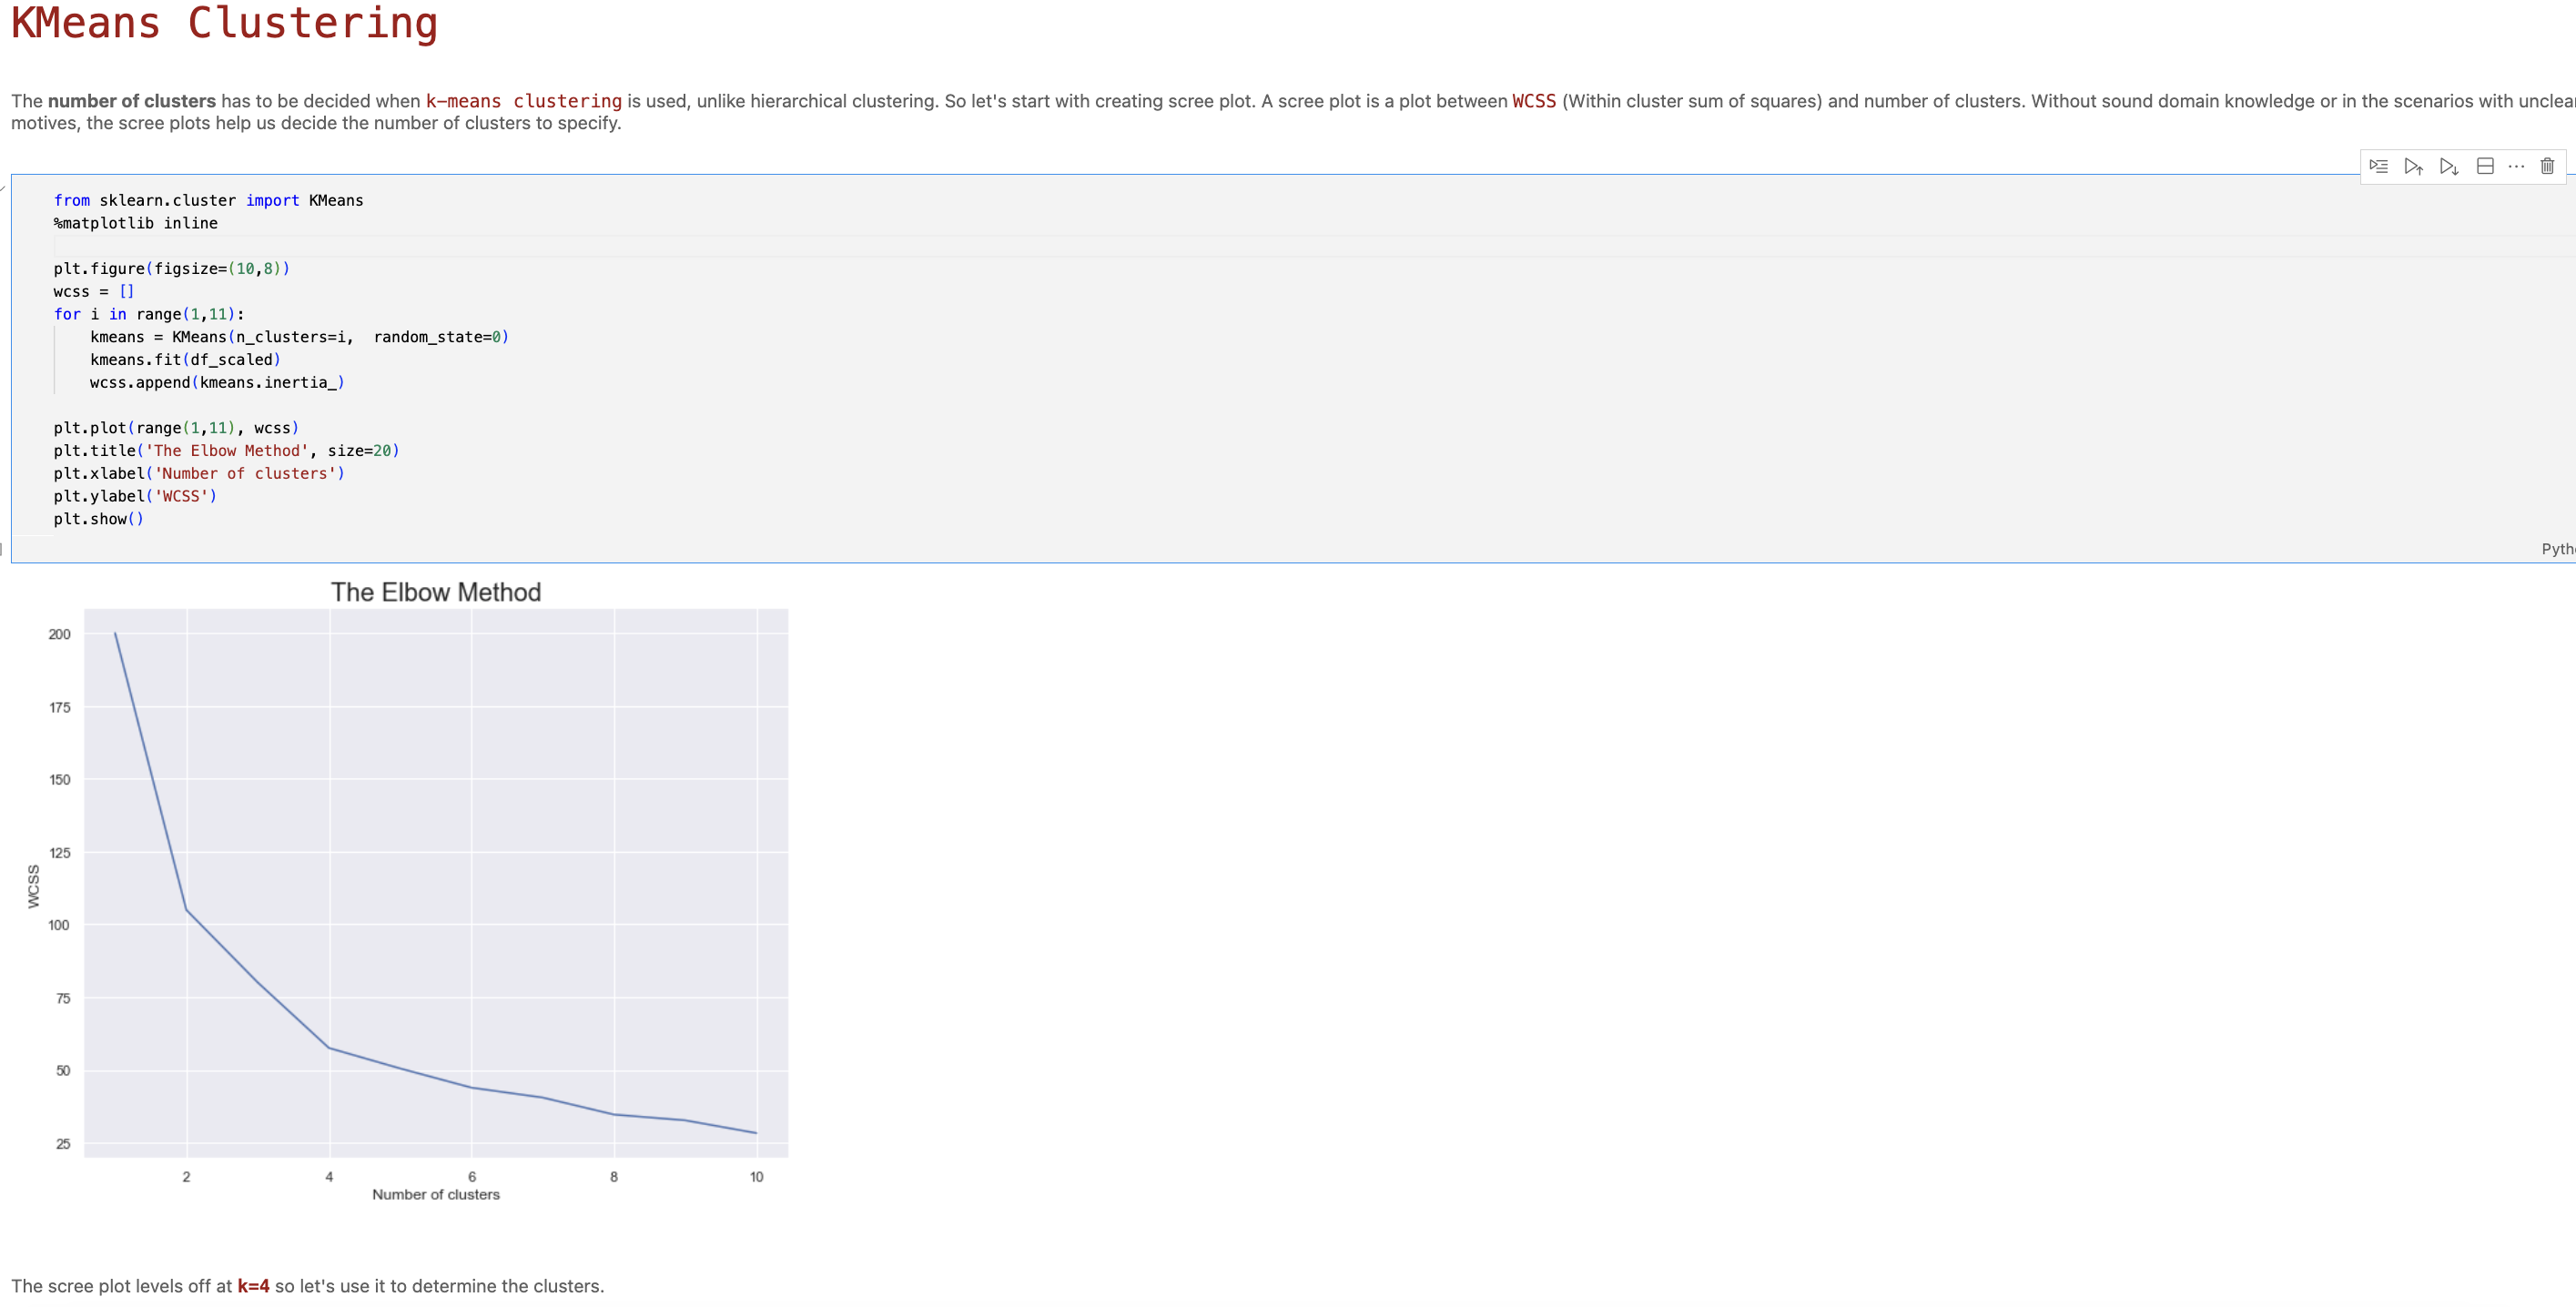 KMeans Clustering
The number of clusters has to be decided when k-means clustering is used, unlike hierarchical clustering. So let's start with creating scree plot. A scree plot is a plot between WCSS (Within cluster sum of squares) and number of clusters. Without sound domain knowledge or in the scenarios with unclear
motives, the scree plots help us decide the number of clusters to specify.
from sklearn.cluster import KMeans
%matplotlib inline
plt.figure(figsize=(10,8))
wcss = []
for i in range(1,11):
    kmeans = KMeans(n_clusters=i,  random_state=0)
    kmeans.fit(df_scaled)
    wcss.append(kmeans.inertia_)
plt.plot(range(1,11), wcss)
plt.title('The Elbow Method', size=20)
plt.xlabel('Number of clusters')
plt.ylabel('WCSS')
plt.show()
The Elbow Method
200
175
150
125
100
75
50
25
WCSS
2 4 6 8 10
Number of clusters
The scree plot levels off at k=4 so let's use it to determine the clusters.